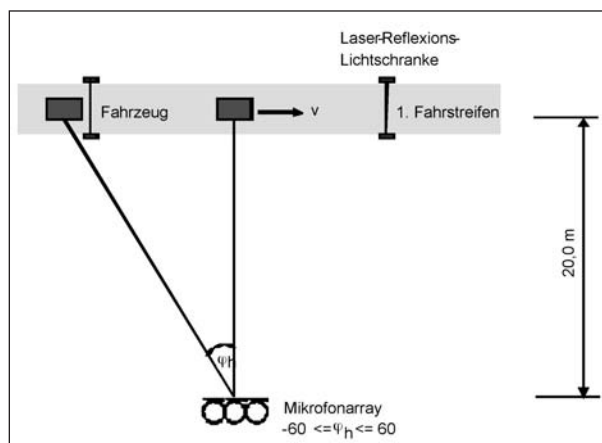 Laser-Reflexions-
Lichtschranke
Fahrzeug
v
1. Fahrstreifen
20,0 m
φh
Mikrofonarray
-60 <=φh<= 60